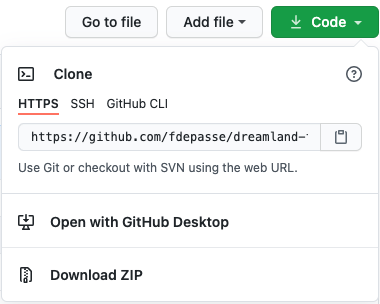 Go to file Add file Code
Clone
HTTPS SSH GitHub CLI
https://github.com/fdepasse/dreamland-
Use Git or checkout with SVN using the web URL.
Open with GitHub Desktop
Download ZIP